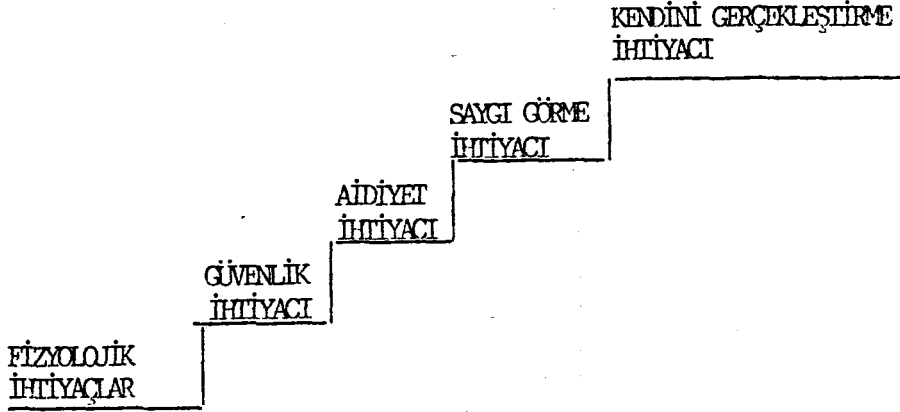 KENDİNİ GERÇEKLEŞTİRME
İHTİYACI
SAYGI GÖRME
İHTİYACI
AİDİYET
İHTİYACI
GÜVENLİK
İHTİYACI
FİZYOLOJİK
İHTİYAÇLAR